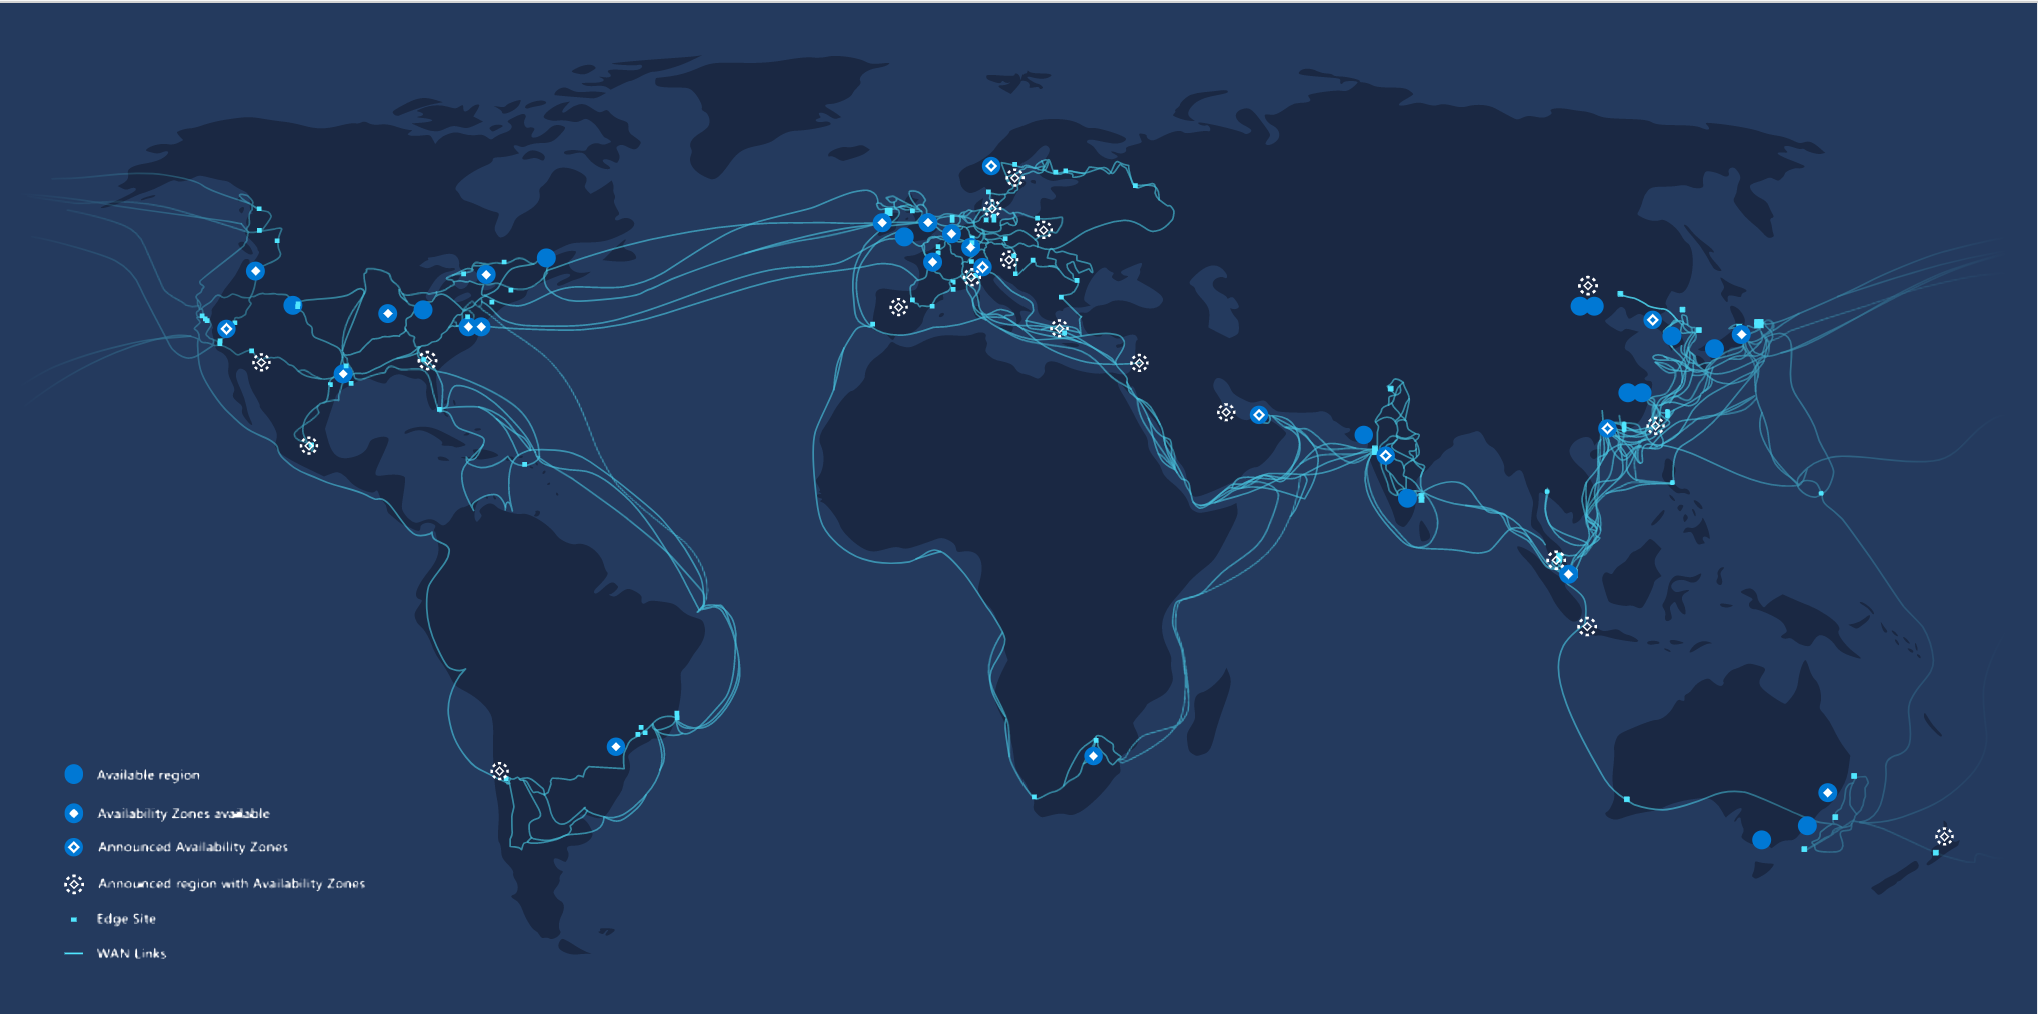 Available region
Availability Zones available
Announced Availability Zones
Announced region with Availability Zones
Edge Site
WAN Links